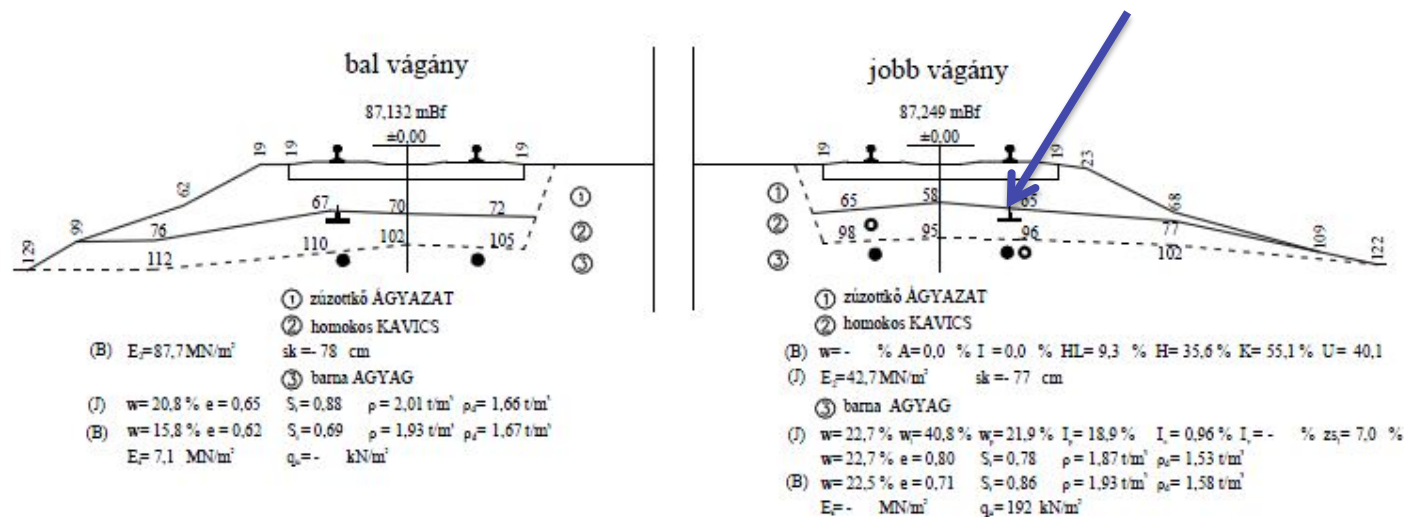 bal vágány
87,132 mBf
±0,00
19
19
19
62
99
129
67
70
72
76
110
102
105
112
①
②
③
① zúzottkő ÁGYAZAT
② homokos KAVICS
(B) E₂=87,7 MN/m² sk =- 78 cm
③ barna AGYAG
(J) w= 20,8 % e = 0,65 Sᵣ= 0,88 ρ = 2,01 t/m³ ρd= 1,66 t/m³
(B) w= 15,8 % e = 0,62 Sᵣ= 0,69 ρ = 1,93 t/m³ ρd= 1,67 t/m³
= 7,1 MN/m² qu= - kN/m²
jobb vágány
87,249 mBf
±0,00
19
19
23
65
58
65
68
98
95
96
77
102
109
122
①
②
③
① zúzottkő ÁGYAZAT
② homokos KAVICS
(B) w= - % A= 0,0 % I = 0,0 % HL= 9,3 % H= 35,6 % K= 55,1 % U = 40,1
(J) E₂= 42,7 MN/m² sk =- 77 cm
③ barna AGYAG
(J) w= 22,7 % = 40,8 % = 21,9 % = 18,9 % = 0,96 % = - % = 7,0 %
w= 22,7 % e = 0,80 Sᵣ= 0,78 ρ = 1,87 t/m³ ρd= 1,53 t/m³
(B) w= 22,5 % e = 0,71 Sᵣ= 0,86 ρ = 1,93 t/m³ ρd= 1,58 t/m³
= - MN/m² qu= 192 kN/m²